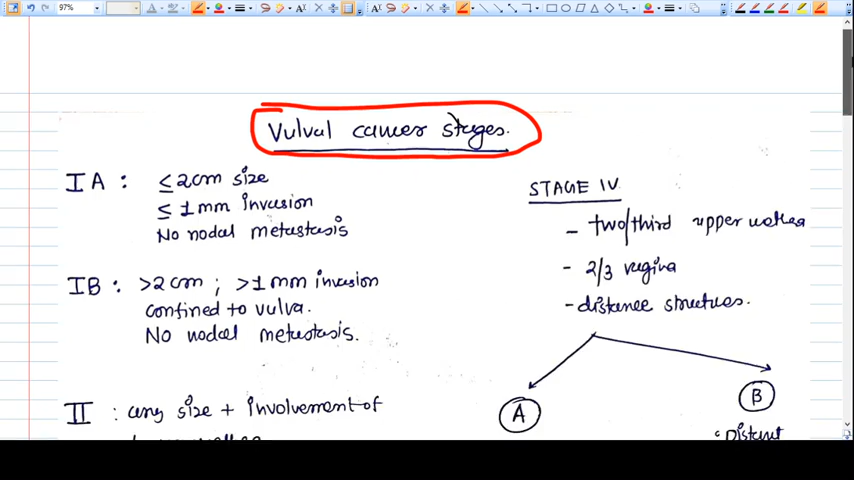 97%
Vulval cancer stages.
IA : ≤2cm size
≤ 1mm invasion
No nodal metastasis
IB : >2cm ; >1mm invasion
confined to vulva.
No nodal metastasis.
II : any size + involvement of
STAGE IV
- two/third upper urethra
- 2/3 vagina
- distance structures.
A
B
Distant